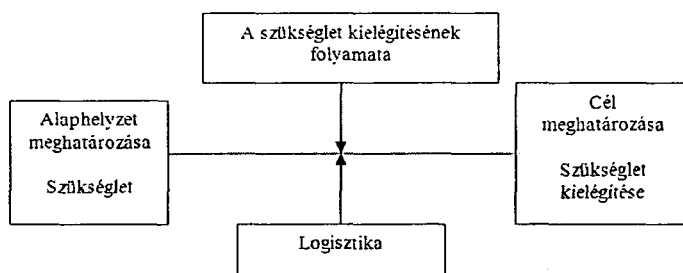 A szükséglet kielégítésének
folyamata
Alaphelyzet
meghatározása
Szükséglet
Cél
meghatározása
Szükséglet
kielégítése
Logisztika